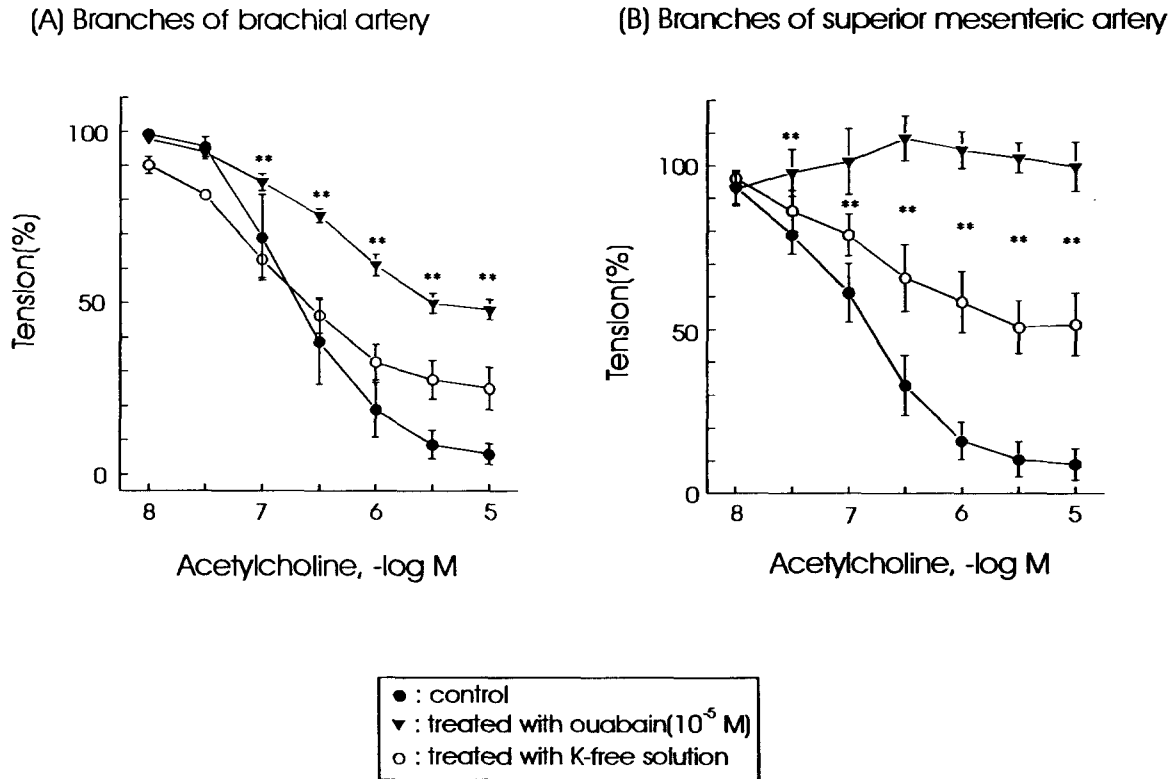 (A) Branches of brachial artery
(B) Branches of superior mesenteric artery
Tension(%)
100
50
0
**
**
**
**
**
8
7
6
5
Acetylcholine, -log M
Tension(%)
100
50
0
**
**
**
**
**
**
8
7
6
5
Acetylcholine, -log M
● : control
▼ : treated with ouabain(10⁻⁵ M)
○ : treated with K-free solution